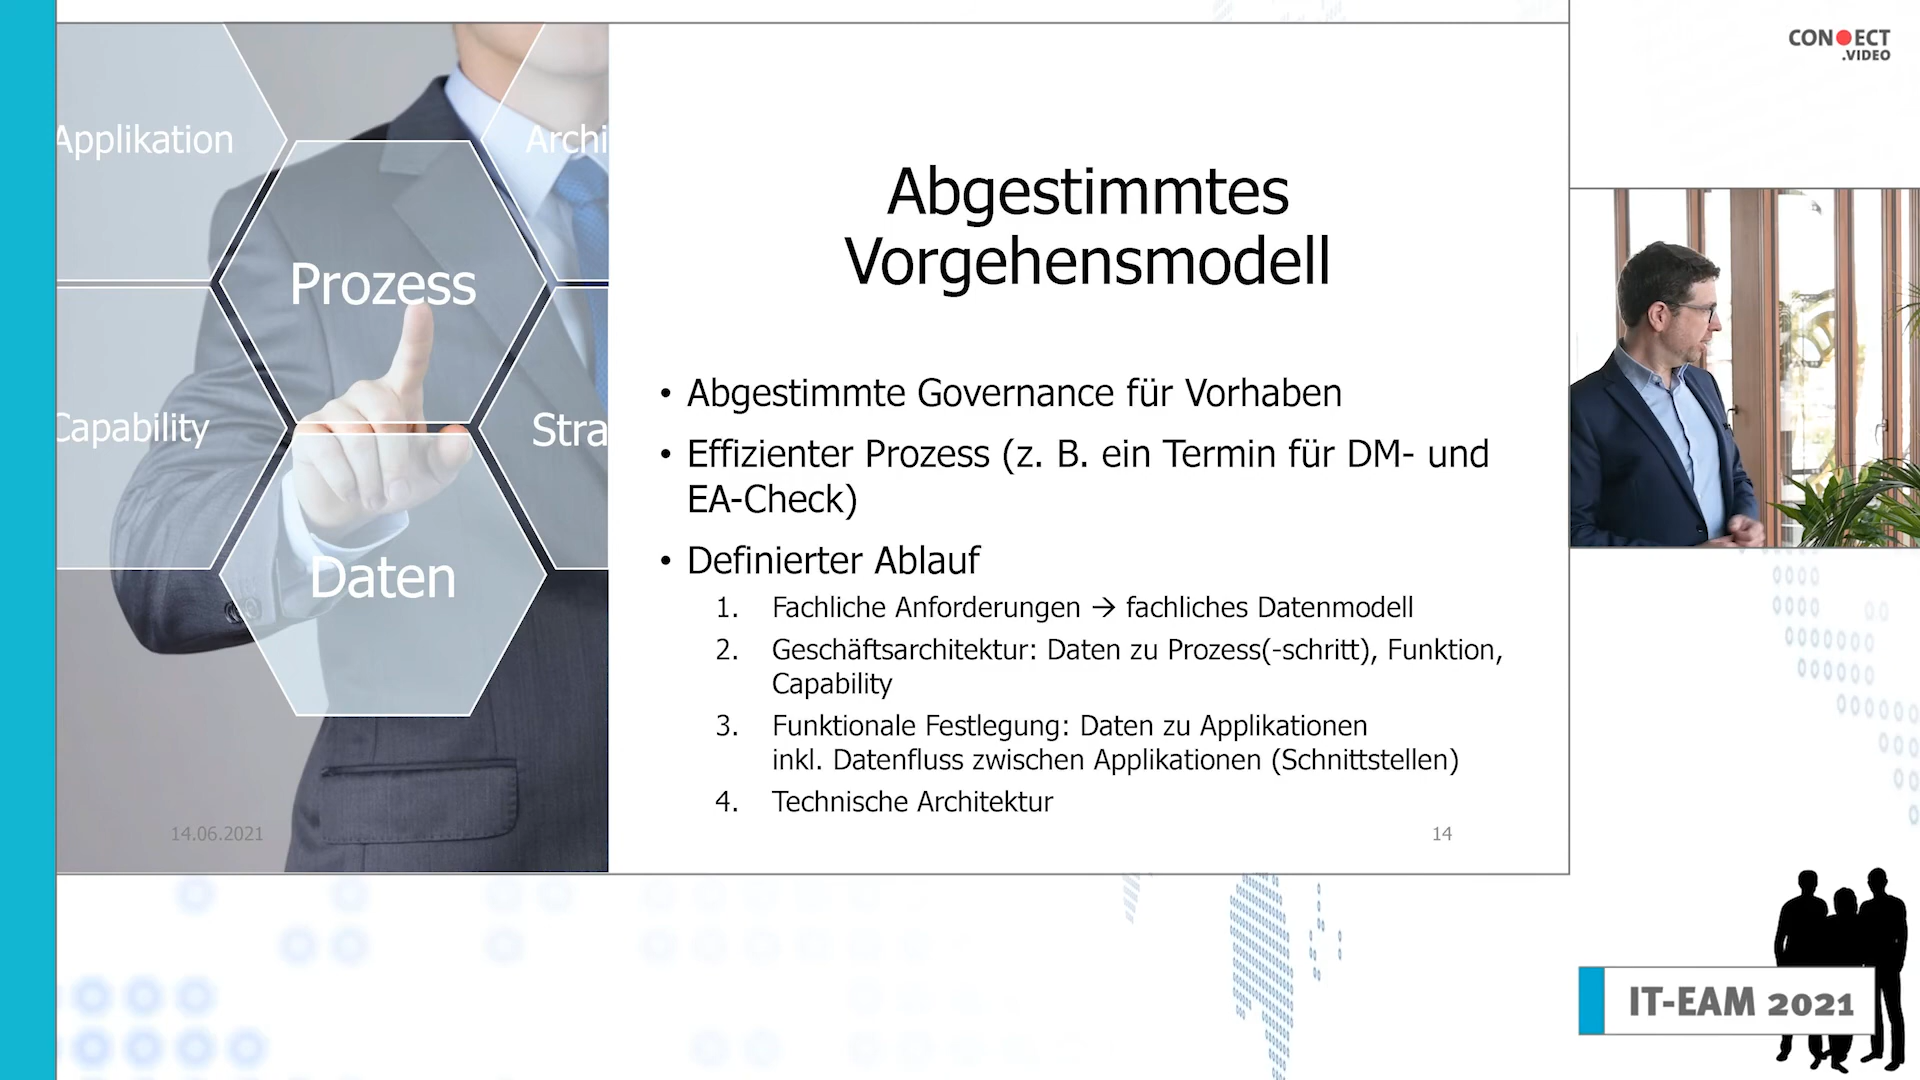 CON ECT
.VIDEO
Applikation
Archi
Prozess
Capability
Stra
Daten
14.06.2021
Abgestimmtes
Vorgehensmodell
• Abgestimmte Governance für Vorhaben
• Effizienter Prozess (z. B. ein Termin für DM- und
EA-Check)
• Definierter Ablauf
1. Fachliche Anforderungen → fachliches Datenmodell
2. Geschäftsarchitektur: Daten zu Prozess(-schritt), Funktion,
Capability
3. Funktionale Festlegung: Daten zu Applikationen
inkl. Datenfluss zwischen Applikationen (Schnittstellen)
4. Technische Architektur
14
IT-EAM 2021